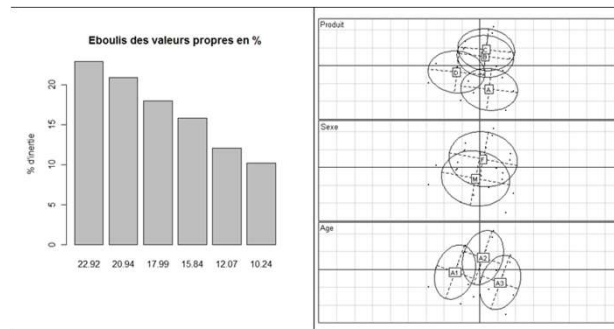 Eboulis des valeurs propres en %
% d'inertie
20
15
10
5
0
22.92 20.94 17.99 15.84 12.07 10.24
Produit
C
B
D
A
Sexe
F
M
Age
A1
A2
A3